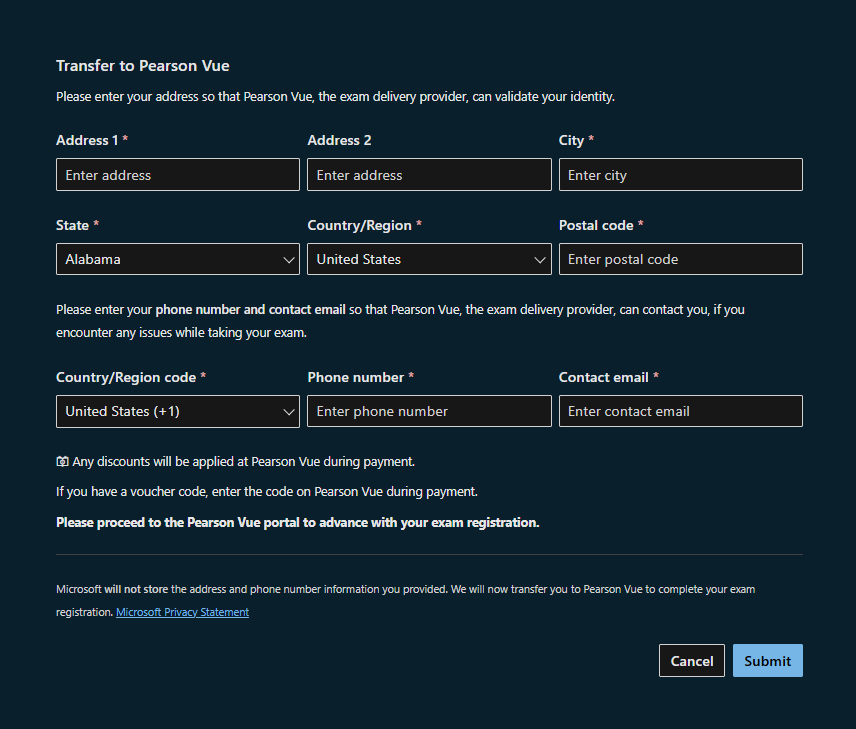 Transfer to Pearson Vue
Please enter your address so that Pearson Vue, the exam delivery provider, can validate your identity.
Address 1 *
Address 2
City *
Enter address
Enter address
Enter city
State *
Country/Region *
Postal code *
Alabama
United States
Enter postal code
Please enter your phone number and contact email so that Pearson Vue, the exam delivery provider, can contact you, if you
encounter any issues while taking your exam.
Country/Region code *
Phone number *
Contact email *
United States (+1)
Enter phone number
Enter contact email
Any discounts will be applied at Pearson Vue during payment.
If you have a voucher code, enter the code on Pearson Vue during payment.
Please proceed to the Pearson Vue portal to advance with your exam registration.
Microsoft will not store the address and phone number information you provided. We will now transfer you to Pearson Vue to complete your exam
registration. Microsoft Privacy Statement
Cancel
Submit